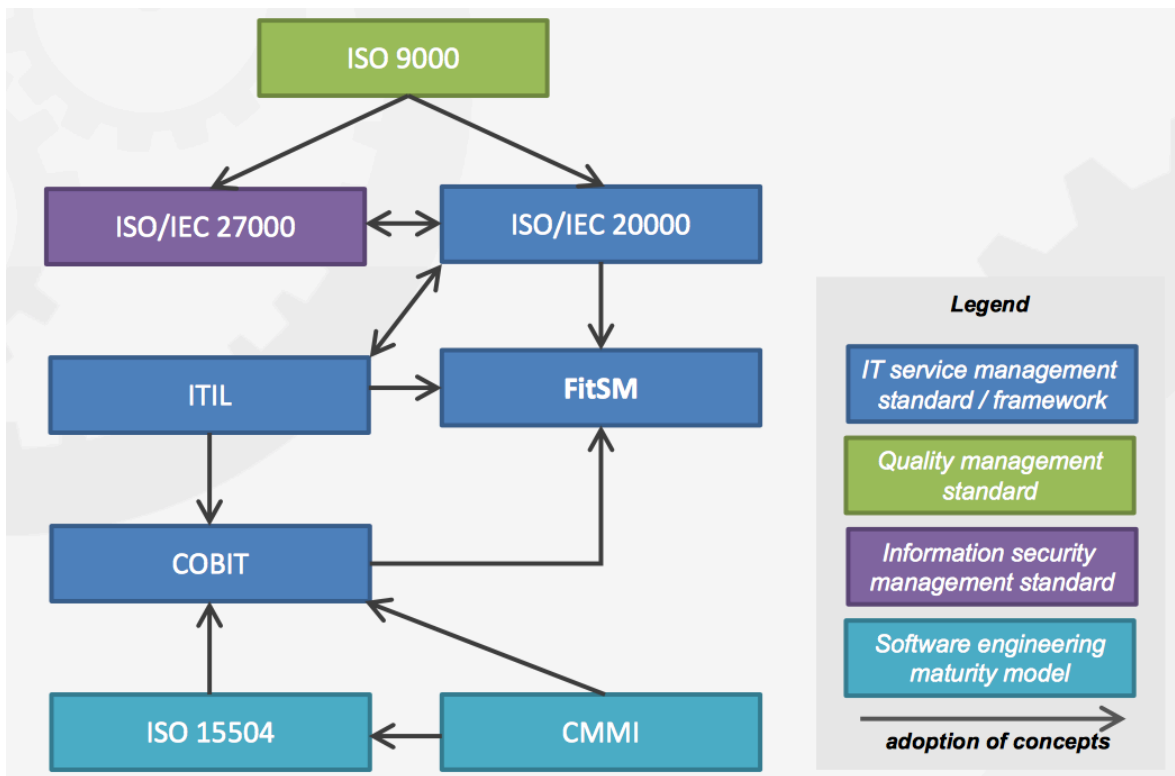 ISO 9000
ISO/IEC 27000
ISO/IEC 20000
ITIL
FitSM
COBIT
ISO 15504
CMMI
Legend
IT service management
standard / framework
Quality management
standard
Information security
management standard
Software engineering
maturity model
adoption of concepts